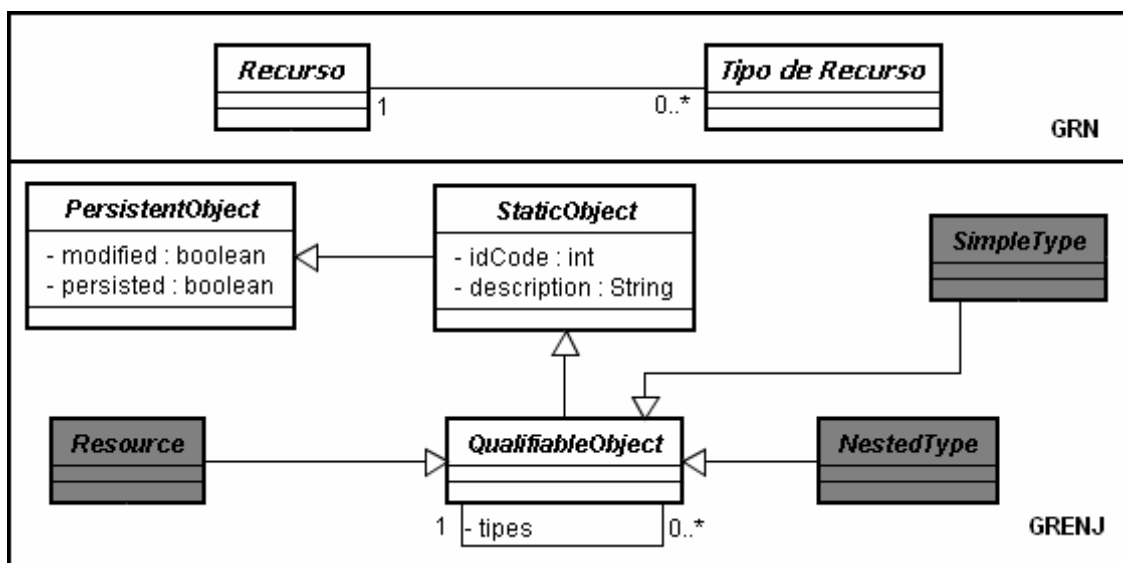 Recurso
Tipo de Recurso
1
0..*
GRN
PersistentObject
- modified : boolean
- persisted : boolean
StaticObject
- idCode : int
- description : String
SimpleType
Resource
QualifiableObject
NestedType
1
- tipes
0..*
GRENJ